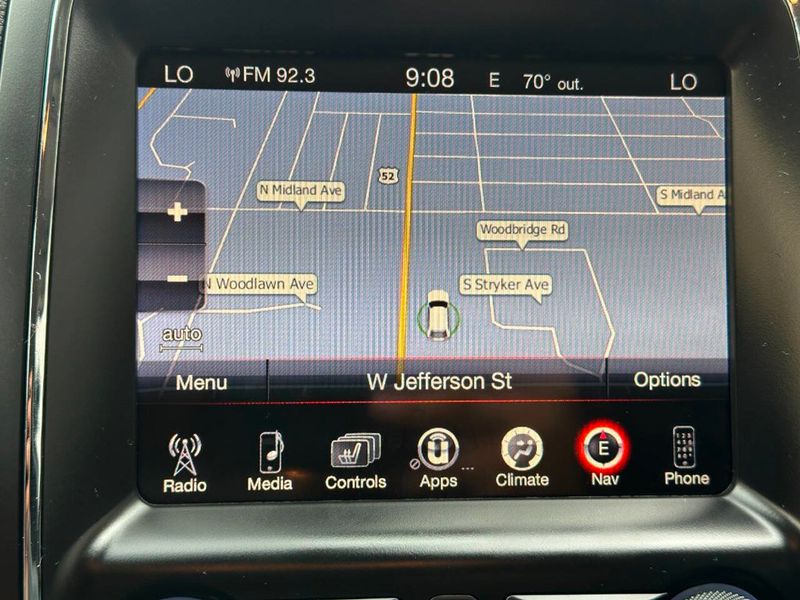 LO FM 92.3 9:08 E 70° out. LO
52
N Midland Ave
S Midland A
Woodbridge Rd
N Woodlawn Ave
S Stryker Ave
+
-
auto
Menu W Jefferson St Options
Radio Media Controls Apps Climate E Nav Phone